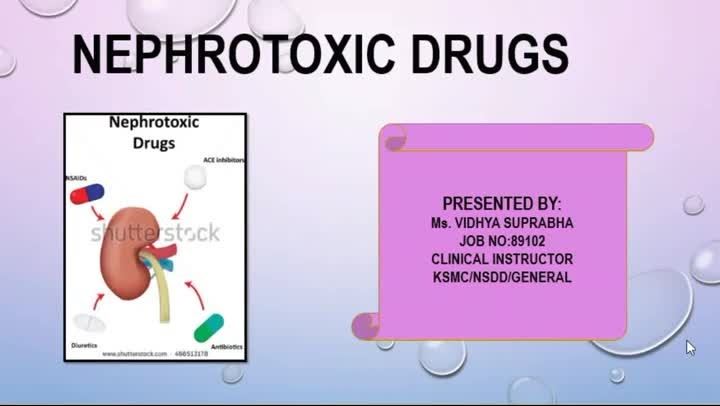 NEPHROTOXIC DRUGS
Nephrotoxic
Drugs
ACE inhibitors
NSAIDs
shutterstock
Diuretics
Antibiotics
www.shutterstock.com · 486513178
PRESENTED BY:
Ms. VIDHYA SUPRABHA
JOB NO:89102
CLINICAL INSTRUCTOR
KSMC/NSDD/GENERAL